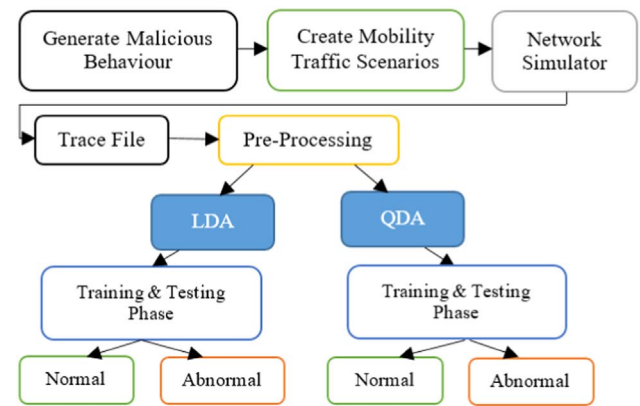 Generate Malicious
Behaviour
Create Mobility
Traffic Scenarios
Network
Simulator
Trace File
Pre-Processing
LDA
QDA
Training & Testing
Phase
Training & Testing
Phase
Normal
Abnormal
Normal
Abnormal